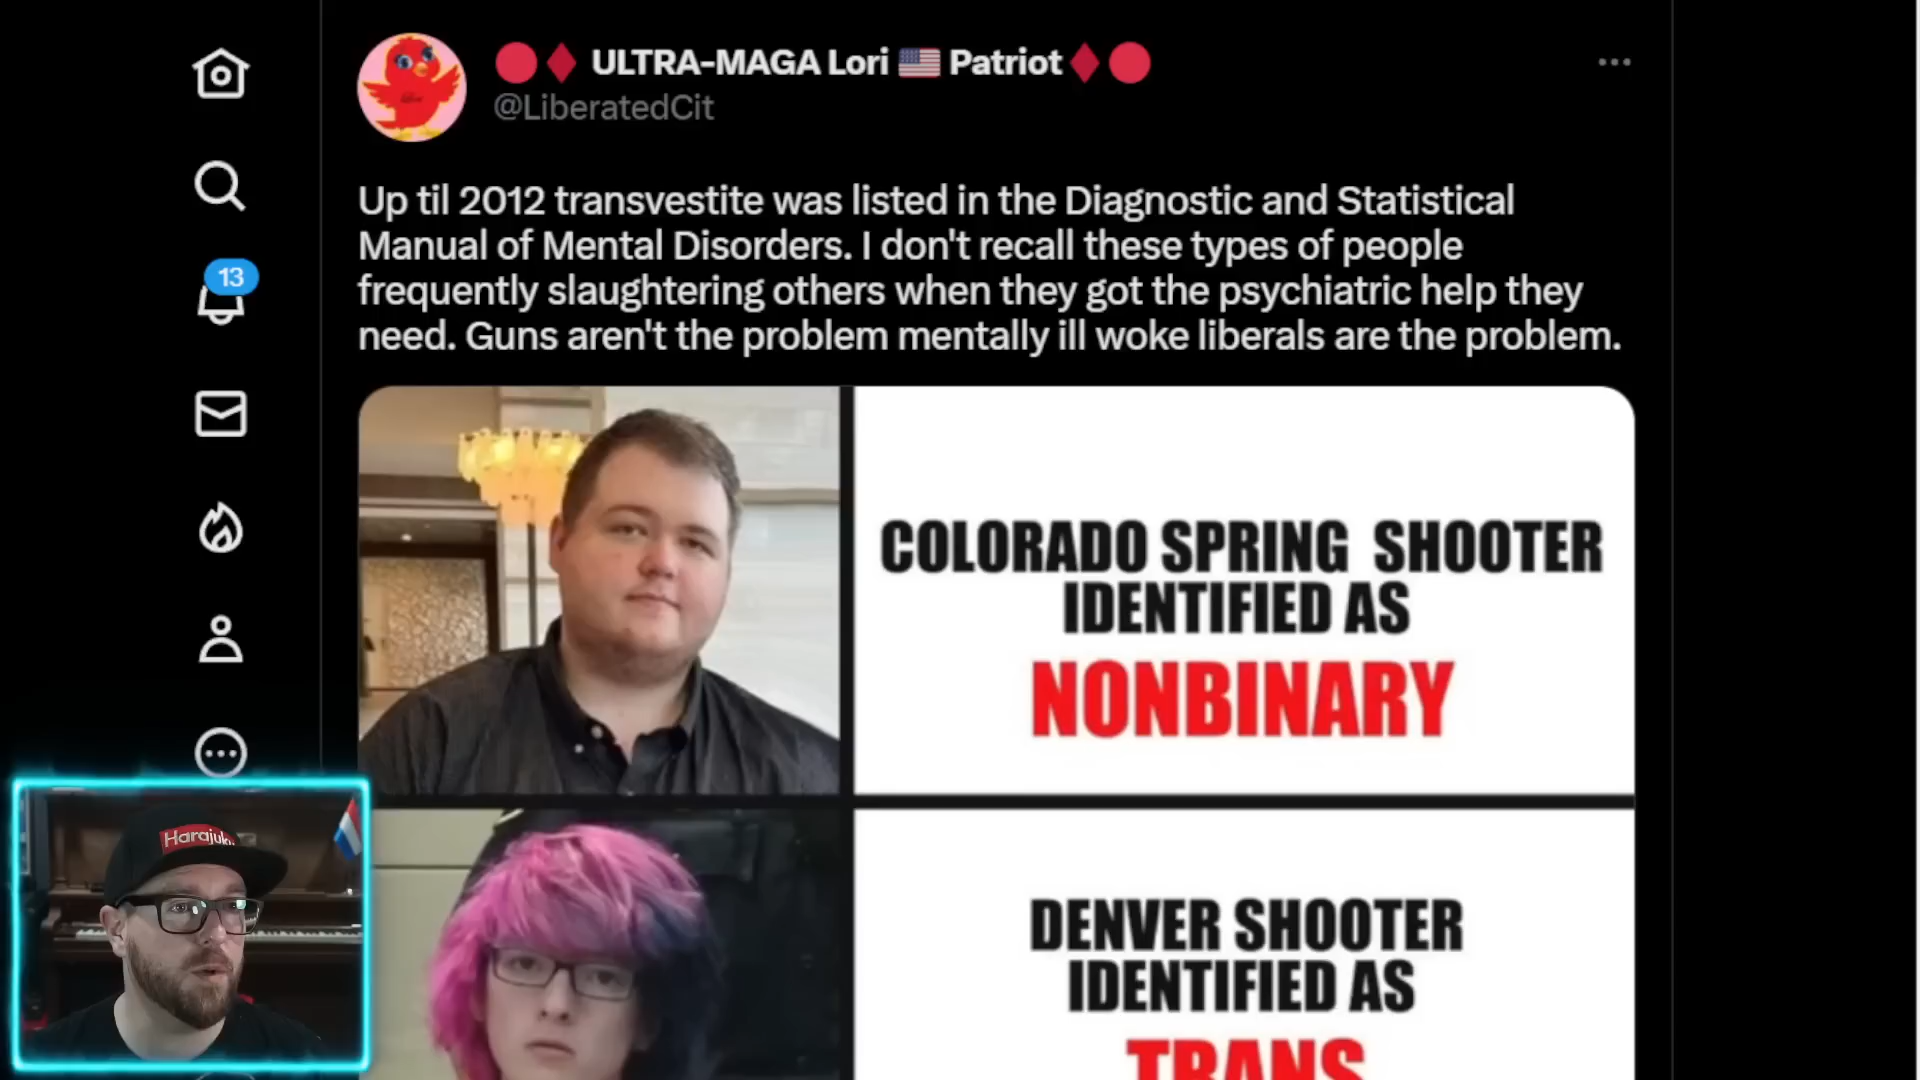 ULTRA-MAGA Lori 🇺🇸 Patriot
@LiberatedCit
13
Up til 2012 transvestite was listed in the Diagnostic and Statistical
Manual of Mental Disorders. I don't recall these types of people
frequently slaughtering others when they got the psychiatric help they
need. Guns aren't the problem mentally ill woke liberals are the problem.
COLORADO SPRING SHOOTER
IDENTIFIED AS
NONBINARY
Harajuku
DENVER SHOOTER
IDENTIFIED AS
TRANS